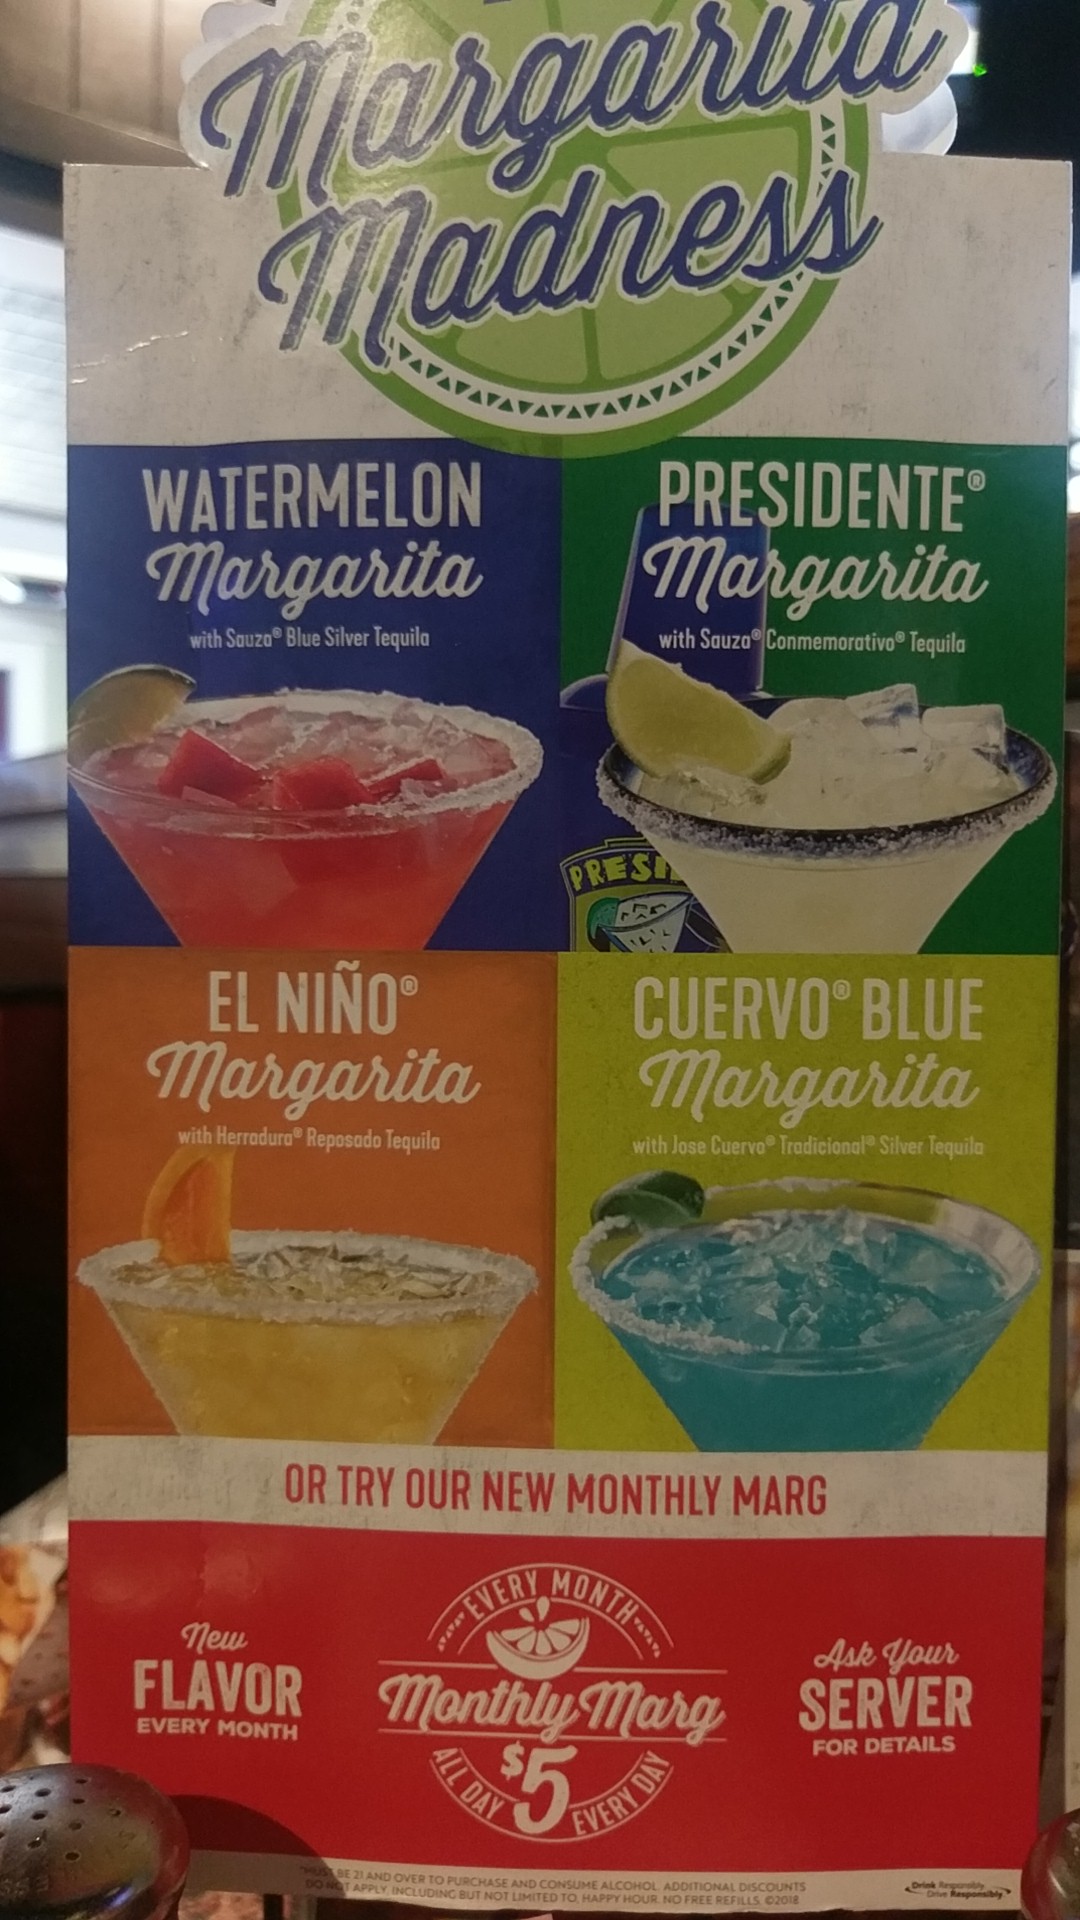 Margarita
Madness
WATERMELON
Margarita
with Sauza® Blue Silver Tequila
PRESIDENTE®
Margarita
with Sauza® Conmemorativo® Tequila
EL NIÑO®
Margarita
with Herradura® Reposado Tequila
CUERVO® BLUE
Margarita
with Jose Cuervo® Tradicional® Silver Tequila
OR TRY OUR NEW MONTHLY MARG
New
FLAVOR
EVERY MONTH
EVERY MONTH
Monthly Marg
$5
ALL DAY EVERY DAY
Ask Your
SERVER
FOR DETAILS
*MUST BE 21 AND OVER TO PURCHASE AND CONSUME ALCOHOL. ADDITIONAL DISCOUNTS
DO NOT APPLY, INCLUDING BUT NOT LIMITED TO, HAPPY HOUR. NO FREE REFILLS. ©2018
Drink Responsibly.
Drive Responsibly.